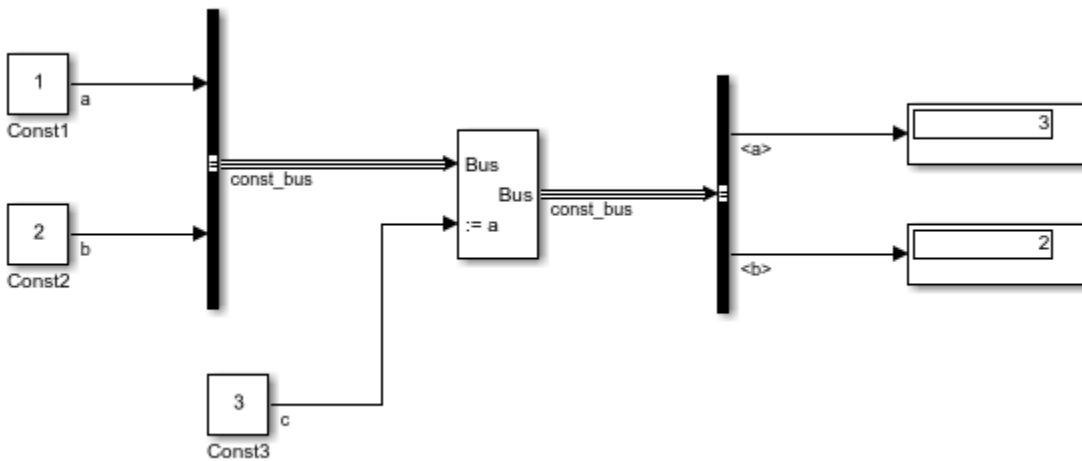 1
a
Const1
2
b
Const2
const_bus
3
c
Const3
Bus
Bus
:= a
const_bus
<a>
3
<b>
2